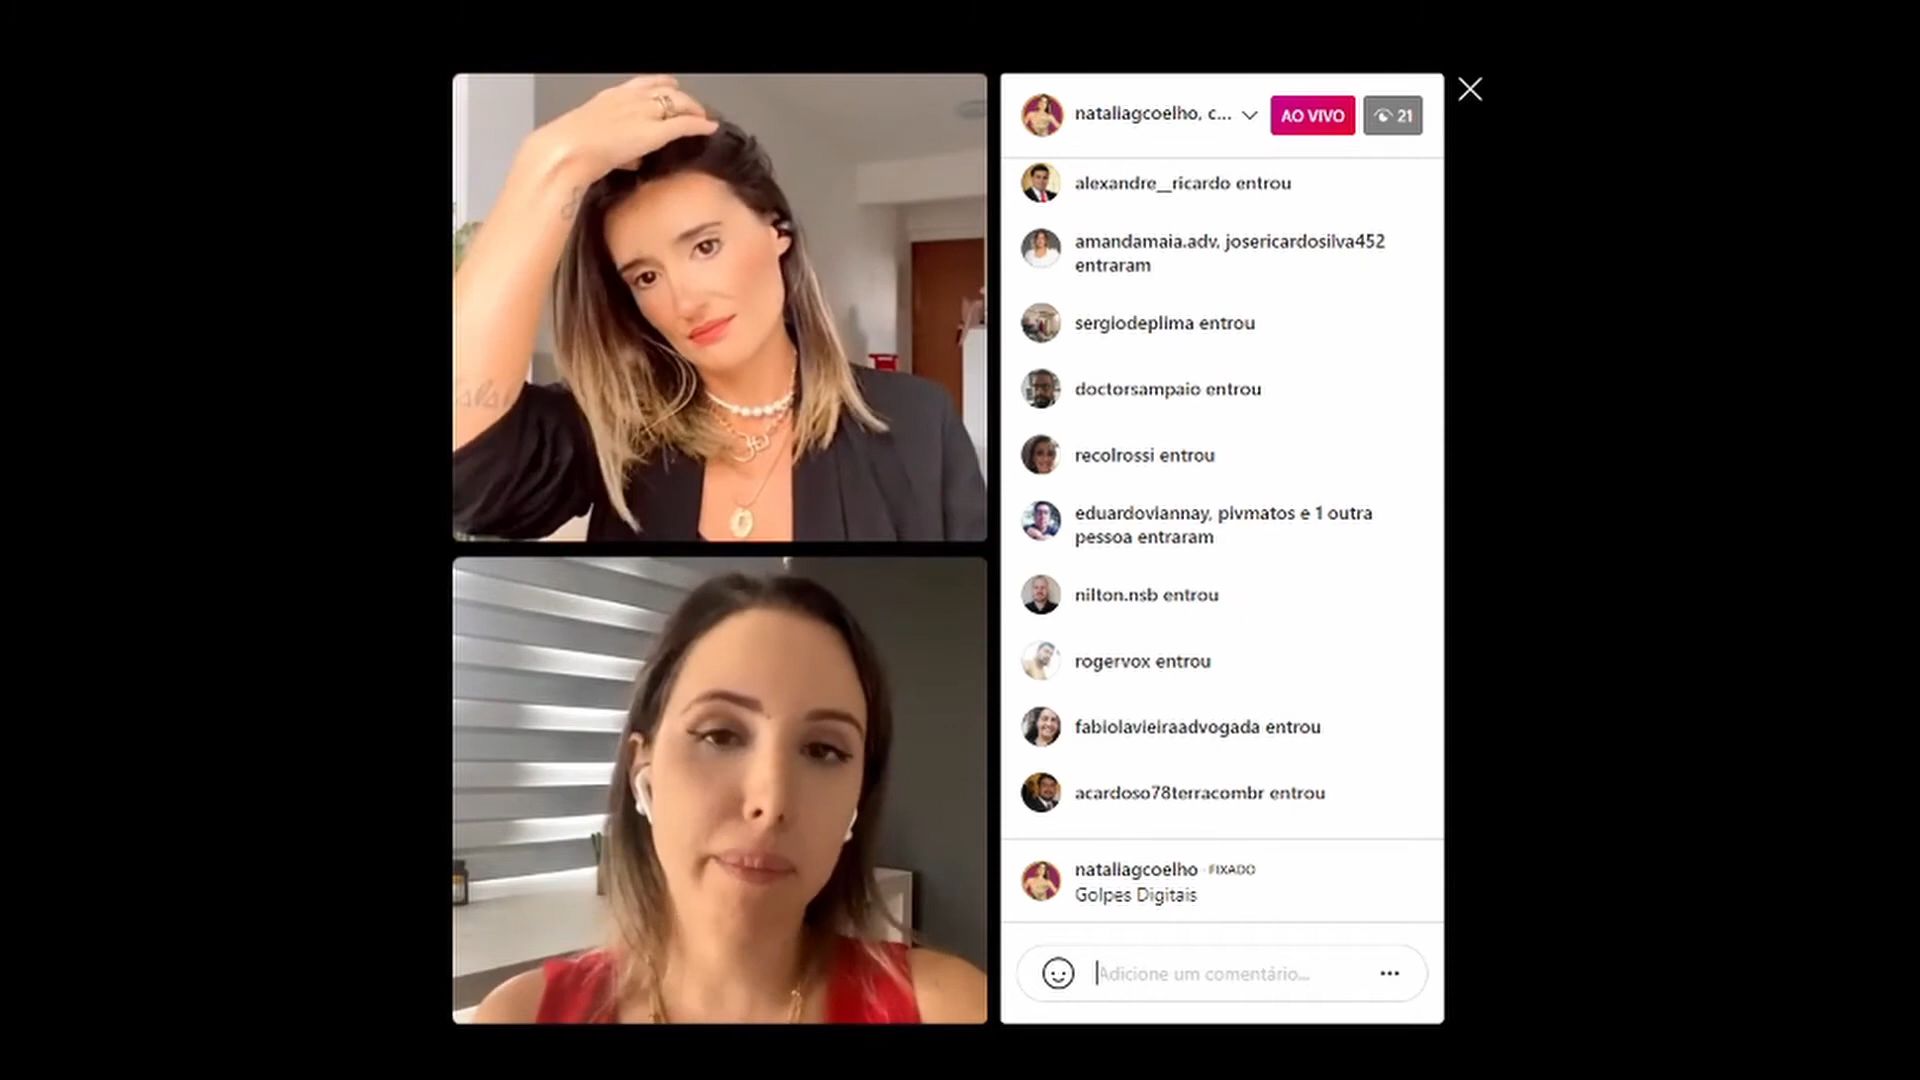 nataliagcoelho, c...
AO VIVO
21
alexandre__ricardo entrou
amandamaia.adv, josericardosilva452
entraram
sergiodeplima entrou
doctorsampaio entrou
recolrossi entrou
eduardoviannay, pivmatos e 1 outra
pessoa entraram
nilton.nsb entrou
rogervox entrou
fabiolavieiraadvogada entrou
acardoso78terracombr entrou
nataliagcoelho · FIXADO
Golpes Digitais
Adicione um comentário...